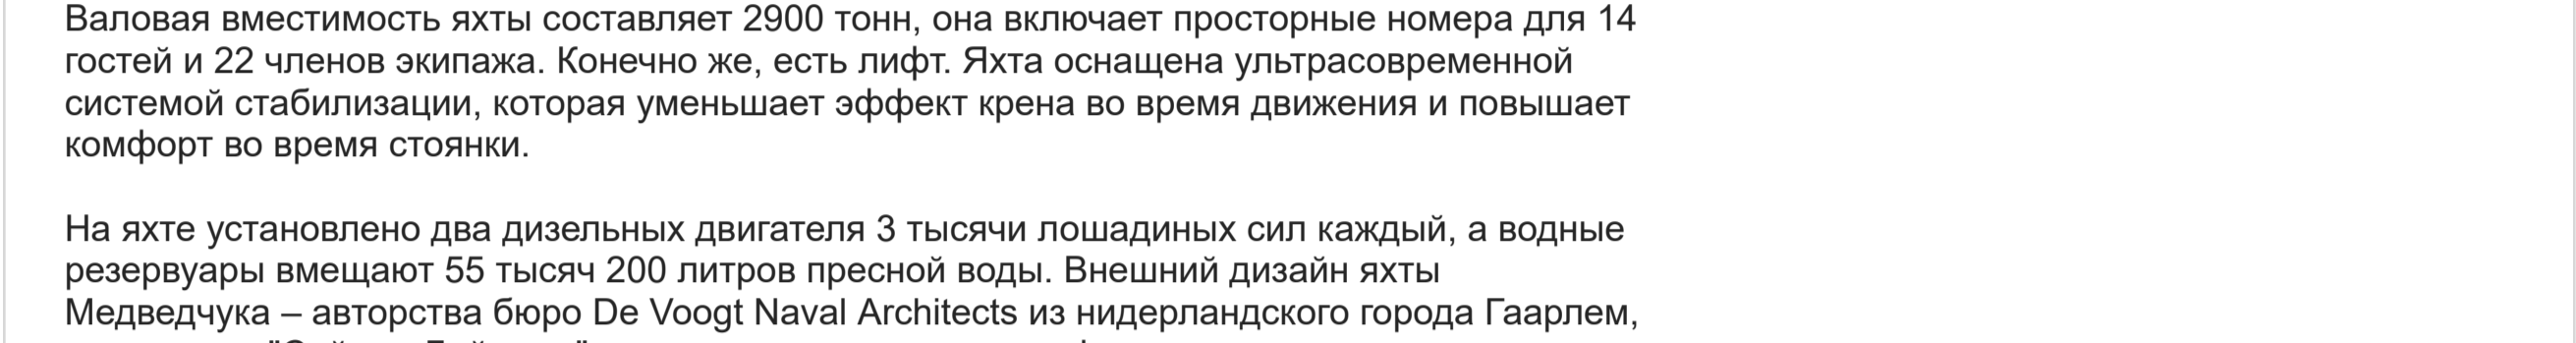 Валовая вместимость яхты составляет 2900 тонн, она включает просторные номера для 14
гостей и 22 членов экипажа. Конечно же, есть лифт. Яхта оснащена ультрасовременной
системой стабилизации, которая уменьшает эффект крена во время движения и повышает
комфорт во время стоянки.
На яхте установлено два дизельных двигателя 3 тысячи лошадиных сил каждый, а водные
резервуары вмещают 55 тысяч 200 литров пресной воды. Внешний дизайн яхты
Медведчука – авторства бюро De Voogt Naval Architects из нидерландского города Гаарлем,